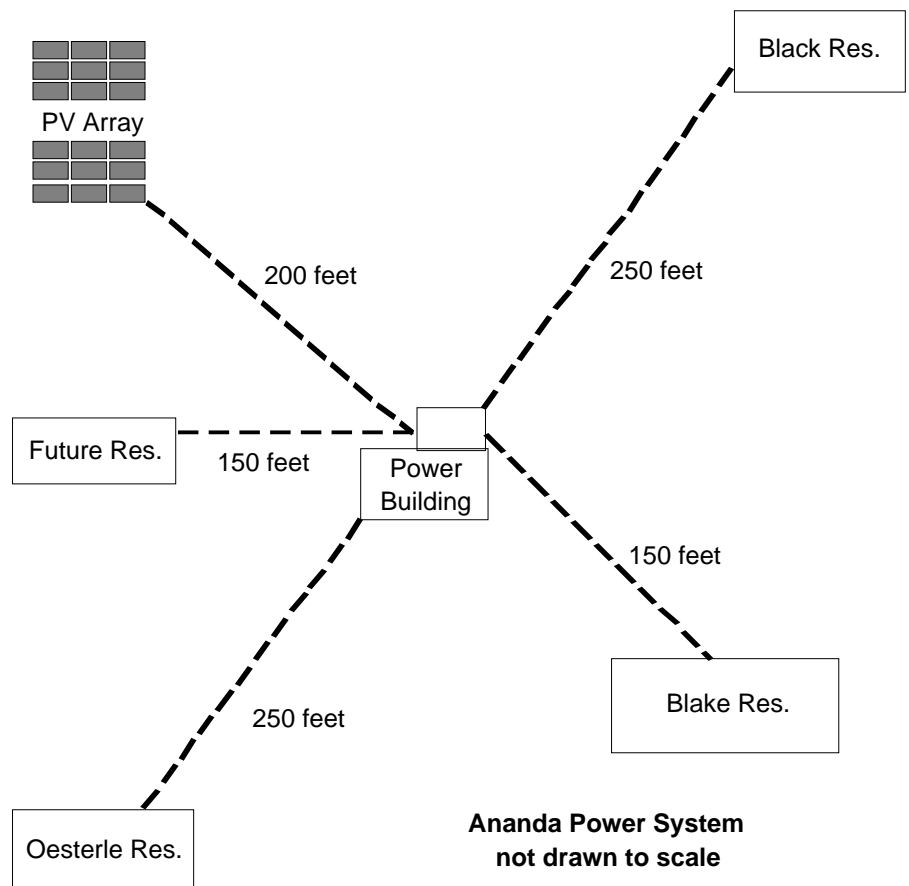 Black Res.
PV Array
200 feet
250 feet
Future Res.
150 feet
Power
Building
150 feet
250 feet
Blake Res.
Oesterle Res.
Ananda Power System
not drawn to scale